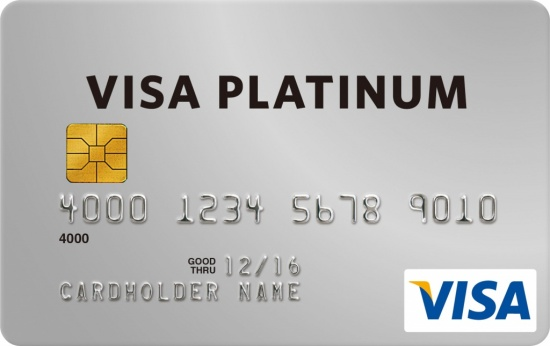 VISA PLATINUM
4000 1234 5678 9010
4000
GOOD THRU 12/16
CARDHOLDER NAME
VISA